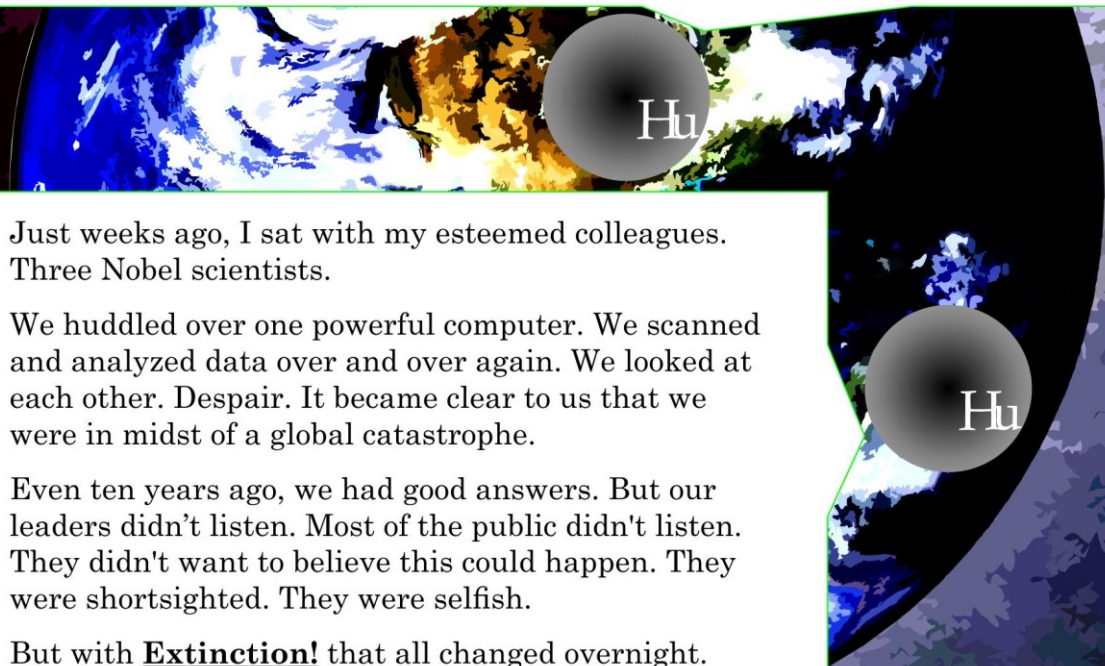 Hu
Just weeks ago, I sat with my esteemed colleagues.
Three Nobel scientists.
We huddled over one powerful computer. We scanned
and analyzed data over and over again. We looked at
each other. Despair. It became clear to us that we
were in midst of a global catastrophe.
Hu
Even ten years ago, we had good answers. But our
leaders didn’t listen. Most of the public didn't listen.
They didn't want to believe this could happen. They
were shortsighted. They were selfish.
But with Extinction! that all changed overnight.